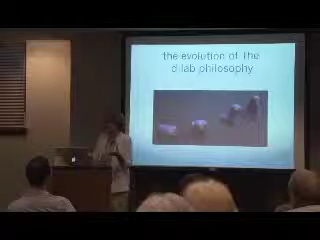 the evolution of the
d-lab philosophy